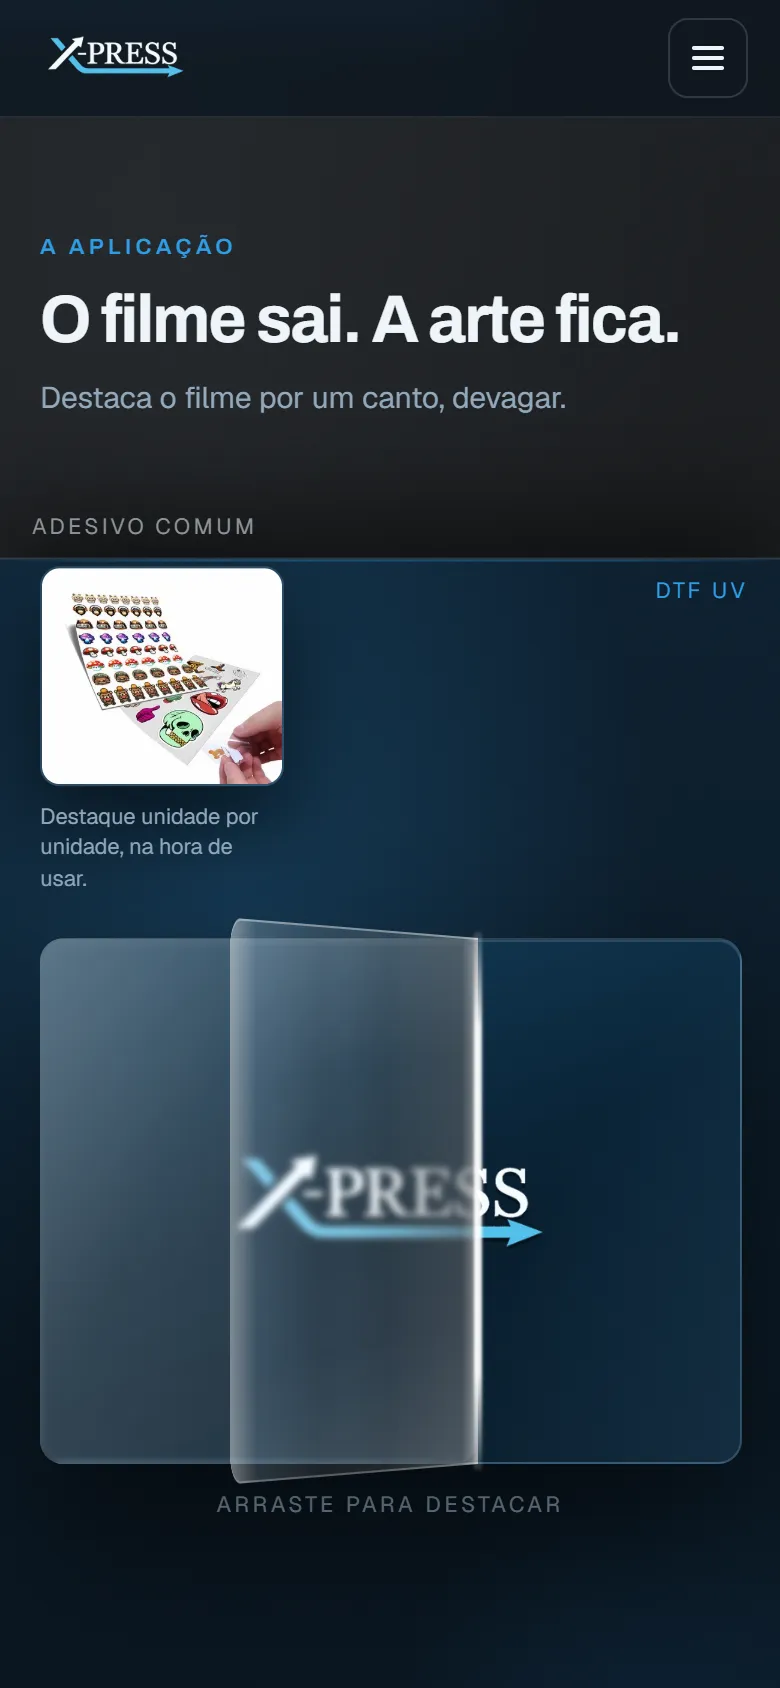 X-PRESS
A APLICAÇÃO
O filme sai. A arte fica.
Destaca o filme por um canto, devagar.
ADESIVO COMUM
DTF UV
Destaque unidade por
unidade, na hora de
usar.
X-PRESS
ARRASTE PARA DESTACAR